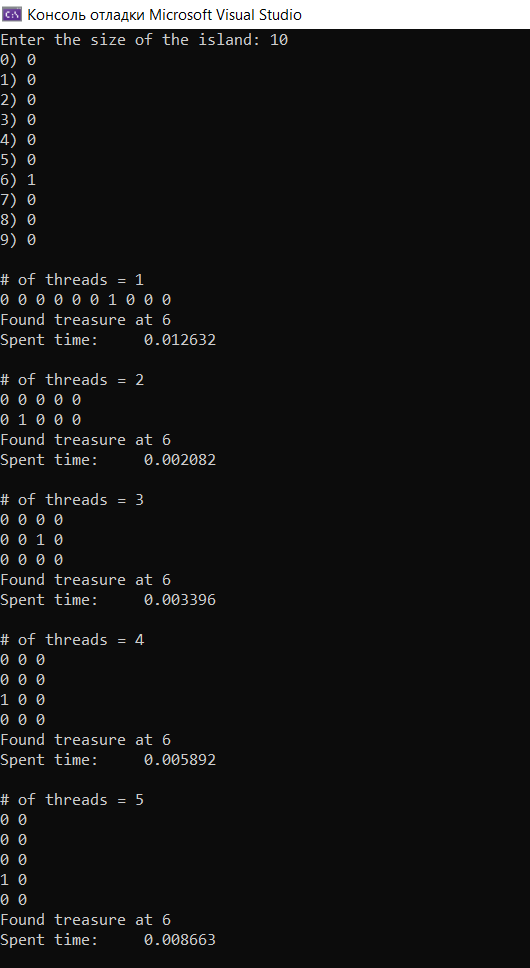 Консоль отладки Microsoft Visual Studio
Enter the size of the island: 10
0) 0
1) 0
2) 0
3) 0
4) 0
5) 0
6) 1
7) 0
8) 0
9) 0
# of threads = 1
0 0 0 0 0 0 1 0 0 0
Found treasure at 6
Spent time:     0.012632
# of threads = 2
0 0 0 0 0
0 1 0 0 0
Found treasure at 6
Spent time:     0.002082
# of threads = 3
0 0 0 0
0 0 1 0
0 0 0 0
Found treasure at 6
Spent time:     0.003396
# of threads = 4
0 0 0
0 0 0
1 0 0
0 0 0
Found treasure at 6
Spent time:     0.005892
# of threads = 5
0 0
0 0
0 0
1 0
0 0
Found treasure at 6
Spent time:     0.008663